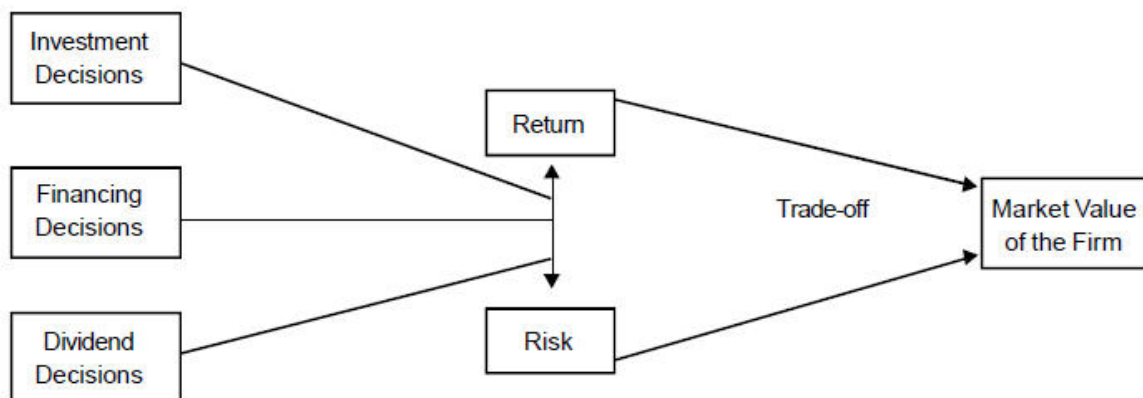 Investment
Decisions
Financing
Decisions
Dividend
Decisions
Return
Risk
Trade-off
Market Value
of the Firm